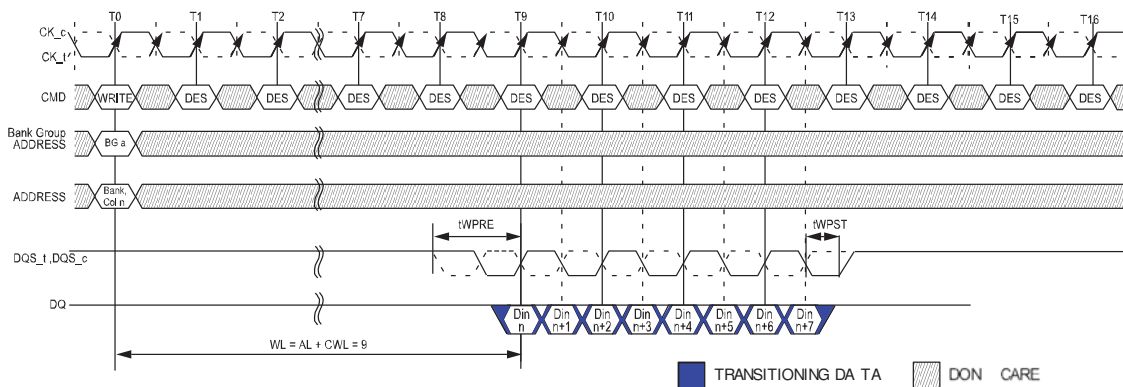 T0 T1 T2 T7 T8 T9 T10 T11 T12 T13 T14 T15 T16
CK_c
CK_t
CMD WRITE DES DES DES DES DES DES DES DES DES DES DES DES
Bank Group
ADDRESS
BG a
ADDRESS
Bank,
Col n
tWPRE tWPST
DQS_t ,DQS_c
DQ
Din Din Din Din Din Din Din Din
n n+1 n+2 n+3 n+4 n+5 n+6 n+7
WL = AL + CWL = 9
TRANSITIONING DA TA DON CARE